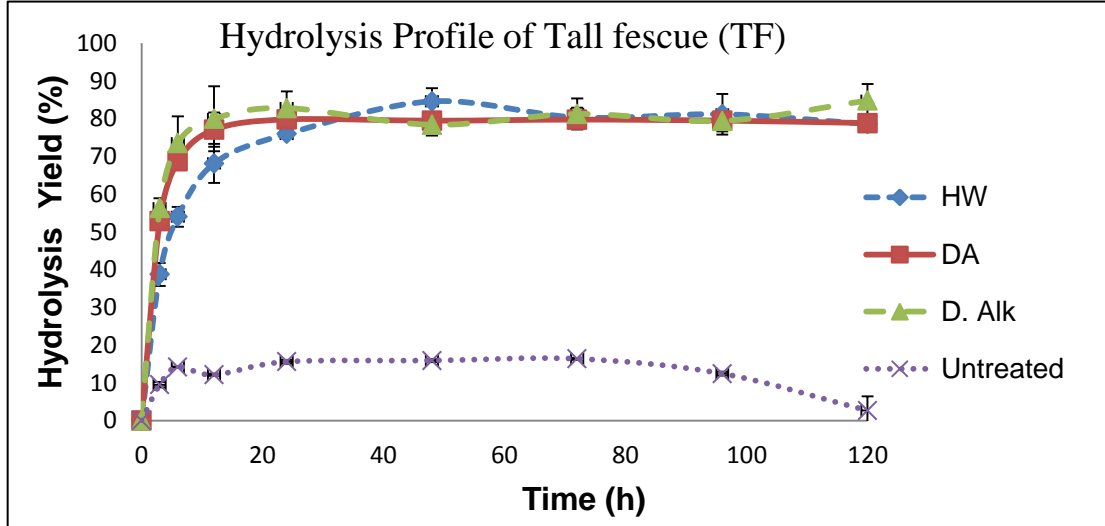 Hydrolysis Profile of Tall fescue (TF)
Hydrolysis Yield (%)
100
90
80
70
60
50
40
30
20
10
0
0 20 40 60 80 100 120
Time (h)
HW
DA
D. Alk
Untreated